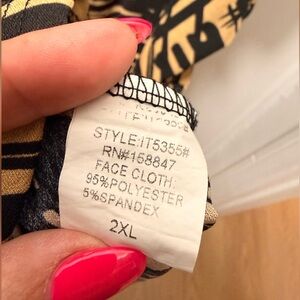 STYLE:IT5355#
RN#158847
FACE CLOTH:
95%POLYESTER
5%SPANDEX
2XL